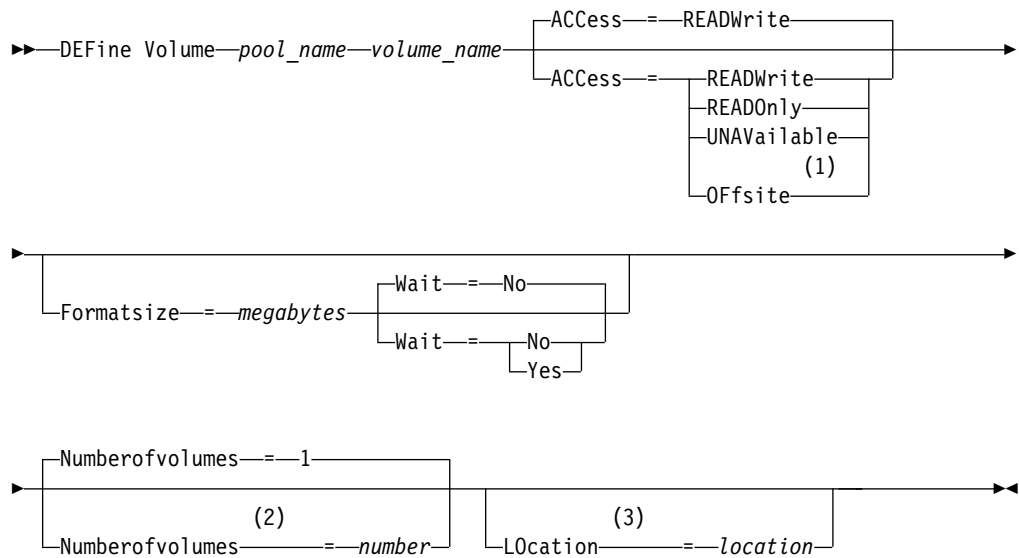 ACCess = READWrite
DEFine Volume pool_name volume_name
ACCess = READWrite
READOnly
UNAVailable
(1)
OFfsite
Wait = No
Formatsize = megabytes
Wait = No
Yes
Numberofvolumes = 1
(2) (3)
Numberofvolumes = number LOcation = location